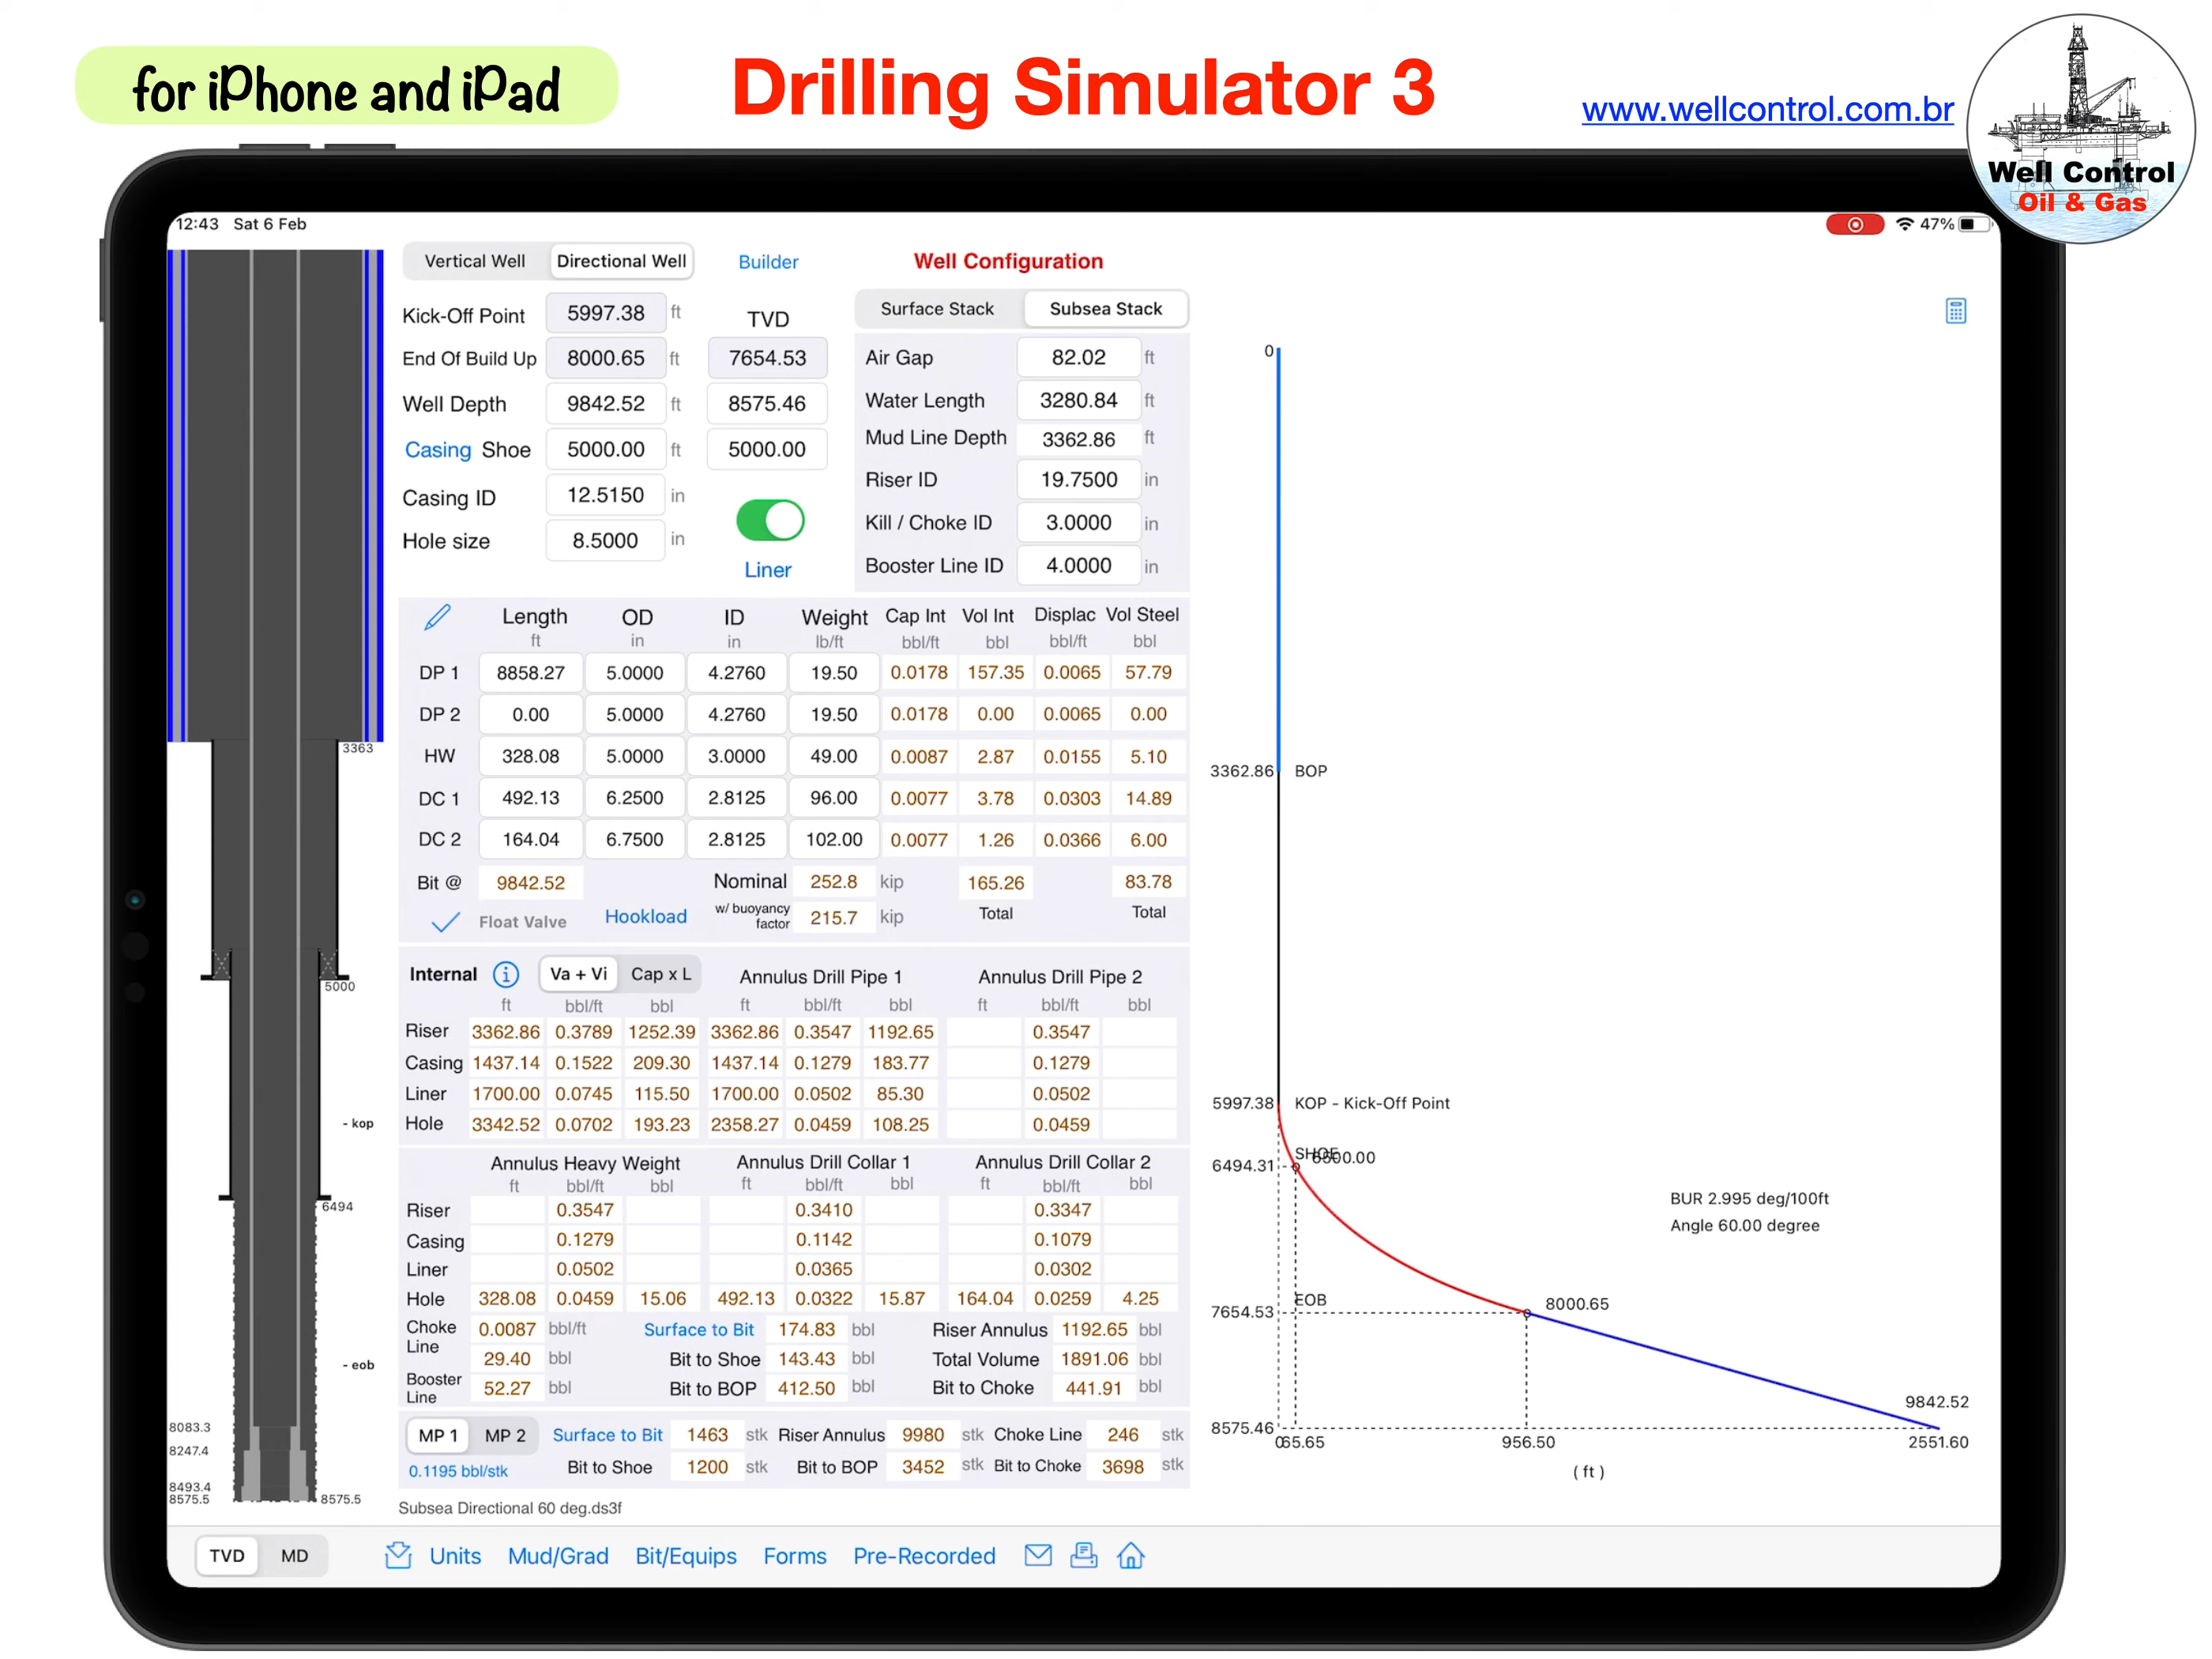 for iPhone and iPad
Drilling Simulator 3
www.wellcontrol.com.br
Well Control
Oil & Gas
12:43 Sat 6 Feb
47%
Vertical Well Directional Well Builder Well Configuration
Kick-Off Point 5997.38 ft TVD
End Of Build Up 8000.65 ft 7654.53
Well Depth 9842.52 ft 8575.46
Casing Shoe 5000.00 ft 5000.00
Casing ID 12.5150 in
Hole size 8.5000 in
Liner
Surface Stack Subsea Stack
Air Gap 82.02 ft
Water Length 3280.84 ft
Mud Line Depth 3362.86 ft
Riser ID 19.7500 in
Kill / Choke ID 3.0000 in
Booster Line ID 4.0000 in
Length OD ID Weight Cap Int Vol Int Displac Vol Steel
ft in in lb/ft bbl/ft bbl bbl/ft bbl
DP 1 8858.27 5.0000 4.2760 19.50 0.0178 157.35 0.0065 57.79
DP 2 0.00 5.0000 4.2760 19.50 0.0178 0.00 0.0065 0.00
HW 328.08 5.0000 3.0000 49.00 0.0087 2.87 0.0155 5.10
DC 1 492.13 6.2500 2.8125 96.00 0.0077 3.78 0.0303 14.89
DC 2 164.04 6.7500 2.8125 102.00 0.0077 1.26 0.0366 6.00
Bit @ 9842.52 Nominal 252.8 kip 165.26 83.78
Float Valve Hookload w/ buoyancy factor 215.7 kip Total Total
Internal Va + Vi Cap x L Annulus Drill Pipe 1 Annulus Drill Pipe 2
ft bbl/ft bbl ft bbl/ft bbl ft bbl/ft bbl
Riser 3362.86 0.3789 1252.39 3362.86 0.3547 1192.65 0.3547
Casing 1437.14 0.1522 209.30 1437.14 0.1279 183.77 0.1279
Liner 1700.00 0.0745 115.50 1700.00 0.0502 85.30 0.0502
Hole 3342.52 0.0702 193.23 2358.27 0.0459 108.25 0.0459
Annulus Heavy Weight Annulus Drill Collar 1 Annulus Drill Collar 2
ft bbl/ft bbl ft bbl/ft bbl ft bbl/ft bbl
Riser 0.3547 0.3410 0.3347
Casing 0.1279 0.1142 0.1079
Liner 0.0502 0.0365 0.0302
Hole 328.08 0.0459 15.06 492.13 0.0322 15.87 164.04 0.0259 4.25
Choke Line 0.0087 bbl/ft Surface to Bit 174.83 bbl Riser Annulus 1192.65 bbl
29.40 bbl Bit to Shoe 143.43 bbl Total Volume 1891.06 bbl
Booster Line 52.27 bbl Bit to BOP 412.50 bbl Bit to Choke 441.91 bbl
MP 1 MP 2 Surface to Bit 1463 stk Riser Annulus 9980 stk Choke Line 246 stk
0.1195 bbl/stk Bit to Shoe 1200 stk Bit to BOP 3452 stk Bit to Choke 3698 stk
Subsea Directional 60 deg.ds3f
3363
5000
- kop
6494
- eob
8083.3
8247.4
8493.4
8575.5 8575.5
0
3362.86 BOP
5997.38 KOP - Kick-Off Point
SHOE 6500.00
6494.31
BUR 2.995 deg/100ft
Angle 60.00 degree
EOB 8000.65
7654.53
9842.52
8575.46
0 65.65 956.50 2551.60
( ft )
TVD MD Units Mud/Grad Bit/Equips Forms Pre-Recorded